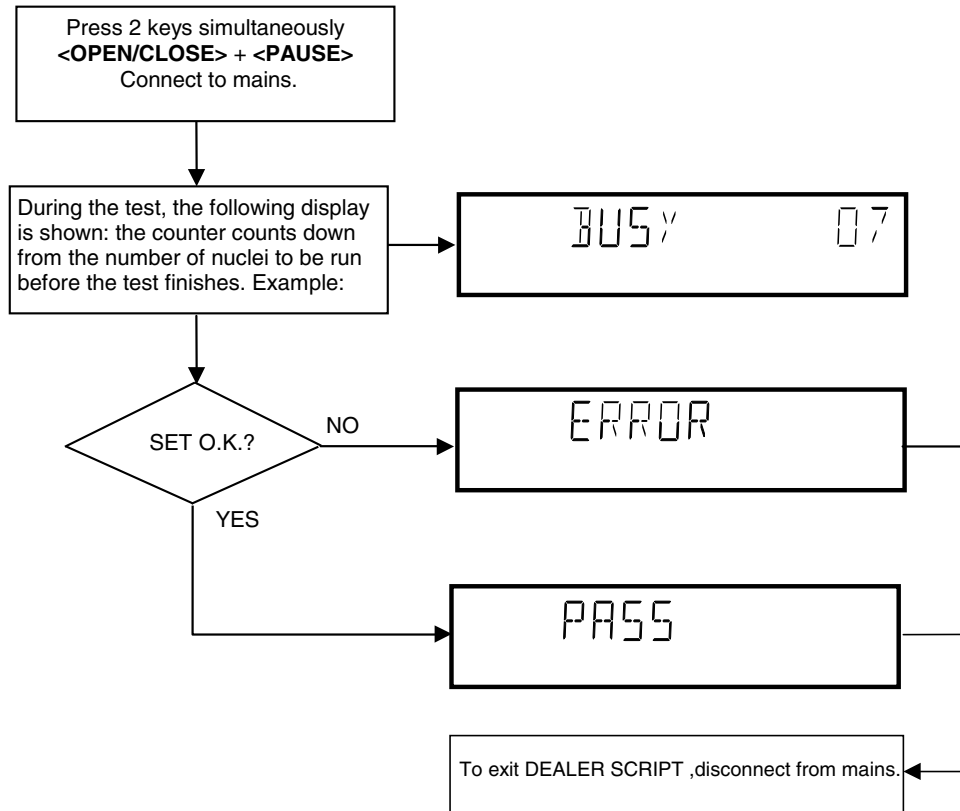 Press 2 keys simultaneously
<OPEN/CLOSE> + <PAUSE>
Connect to mains.
During the test, the following display
is shown: the counter counts down
from the number of nuclei to be run
before the test finishes. Example:
BUSY 07
SET O.K.?
NO
ERROR
YES
PASS
To exit DEALER SCRIPT ,disconnect from mains.